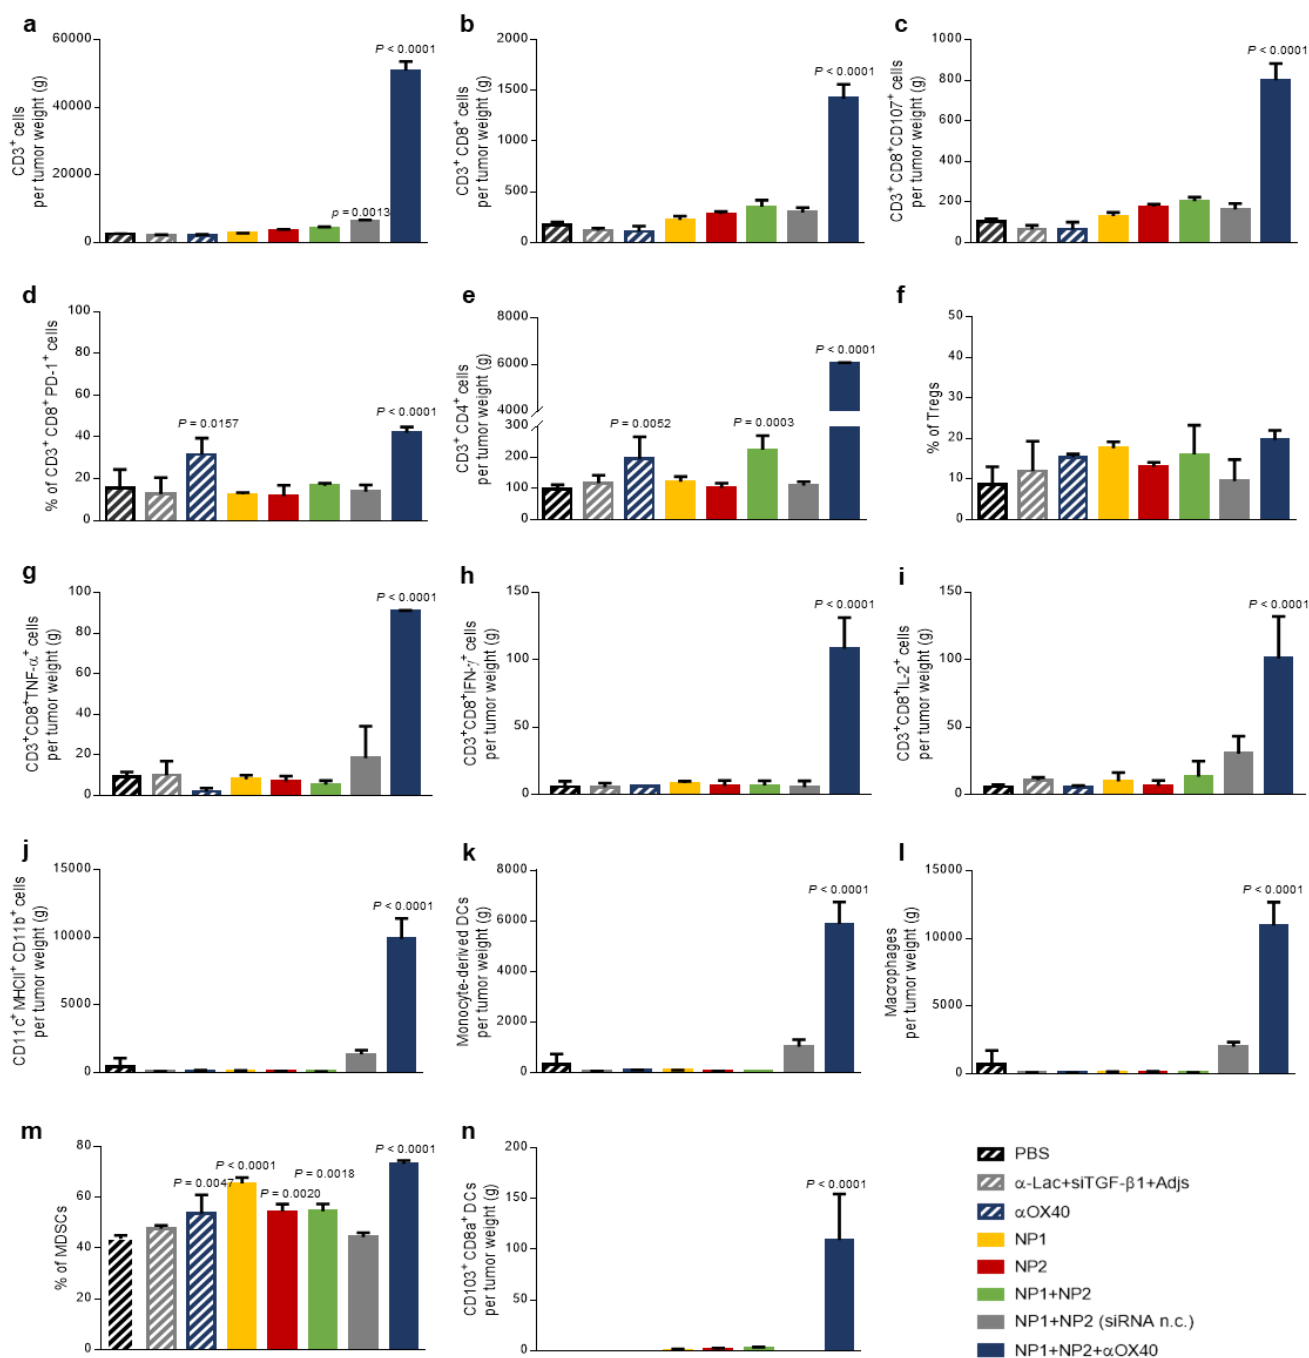 a
CD3+ cells
per tumor weight (g)
60000
40000
20000
0
p = 0.0013
P < 0.0001
b
CD3+ CD8+ cells
per tumor weight (g)
2000
1500
1000
500
0
P < 0.0001
c
CD3+ CD8+CD107+ cells
per tumor weight (g)
1000
800
600
400
200
0
P < 0.0001
d
% of CD3+ CD8+ PD-1+ cells
100
80
60
40
20
0
P = 0.0157
P < 0.0001
e
CD3+ CD4+ cells
per tumor weight (g)
8000
6000
4000
300
200
100
0
P = 0.0052
P = 0.0003
P < 0.0001
f
% of Tregs
50
40
30
20
10
0
g
CD3+CD8+TNF-α+ cells
per tumor weight (g)
100
80
60
40
20
0
P < 0.0001
h
CD3+CD8+IFN-γ+ cells
per tumor weight (g)
150
100
50
0
P < 0.0001
i
CD3+CD8+IL-2+ cells
per tumor weight (g)
150
100
50
0
P < 0.0001
j
CD11c+ MHCII+ CD11b+ cells
per tumor weight (g)
15000
10000
5000
0
P < 0.0001
k
Monocyte-derived DCs
per tumor weight (g)
8000
6000
4000
2000
0
P < 0.0001
l
Macrophages
per tumor weight (g)
15000
10000
5000
0
P < 0.0001
m
% of MDSCs
80
60
40
20
0
P = 0.0047
P < 0.0001
P = 0.0020
P = 0.0018
P < 0.0001
n
CD103+ CD8a+ DCs
per tumor weight (g)
200
150
100
50
0
P < 0.0001
PBS
α-Lac+siTGF-β1+Adjs
αOX40
NP1
NP2
NP1+NP2
NP1+NP2 (siRNA n.c.)
NP1+NP2+αOX40